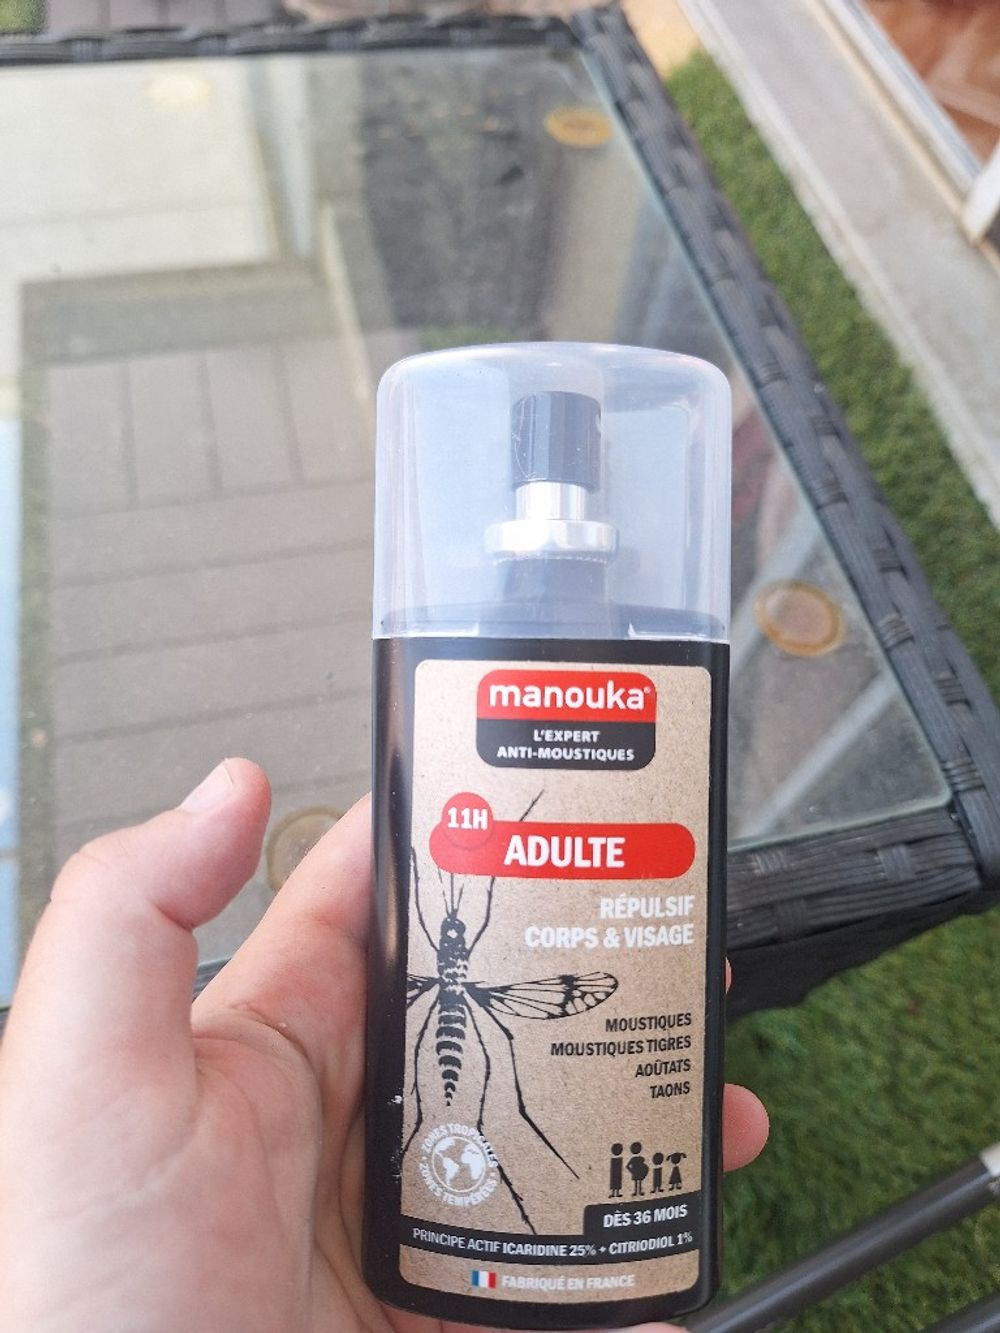 manouka®
L'EXPERT
ANTI-MOUSTIQUES
11H
ADULTE
RÉPULSIF
CORPS & VISAGE
MOUSTIQUES
MOUSTIQUES TIGRES
AOÛTATS
TAONS
ZONES TROPICALES
ZONES TEMPÉRÉES
DÈS 36 MOIS
PRINCIPE ACTIF ICARIDINE 25% + CITRIODIOL 1%
FABRIQUÉ EN FRANCE